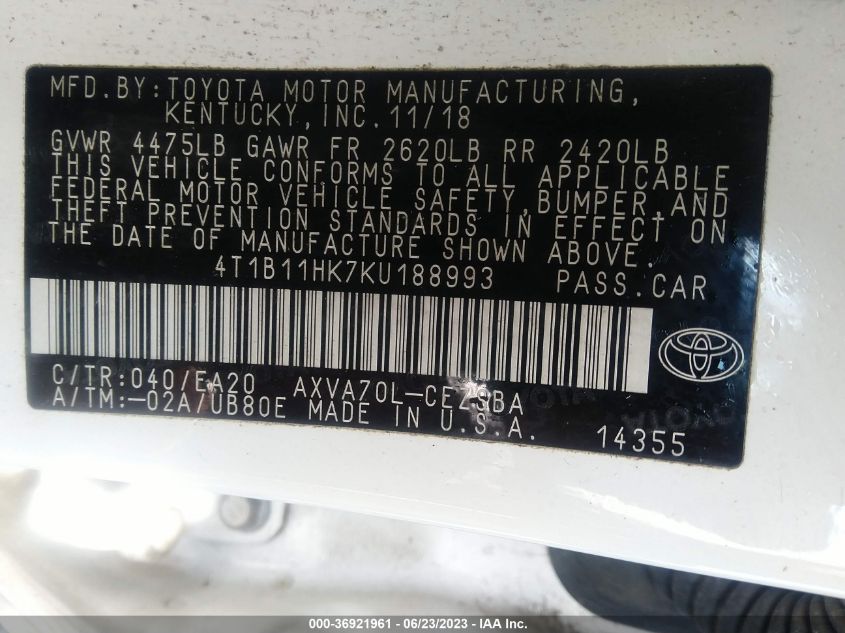 MFD.BY:TOYOTA MOTOR MANUFACTURING,
KENTUCKY, INC. 11/18
GVWR 4475LB GAWR FR 2620LB RR 2420LB
THIS VEHICLE CONFORMS TO ALL APPLICABLE
FEDERAL MOTOR VEHICLE SAFETY, BUMPER, AND
THEFT PREVENTION STANDARDS IN EFFECT ON
THE DATE OF MANUFACTURE SHOWN ABOVE.
4T1B11HK7KU188993 PASS.CAR
C/TR:040/EA20 AXVA70L-CEZSBA
A/TM:-02A/UB80E MADE IN U.S.A. 14355
000-36921961 - 06/23/2023 - IAA Inc.